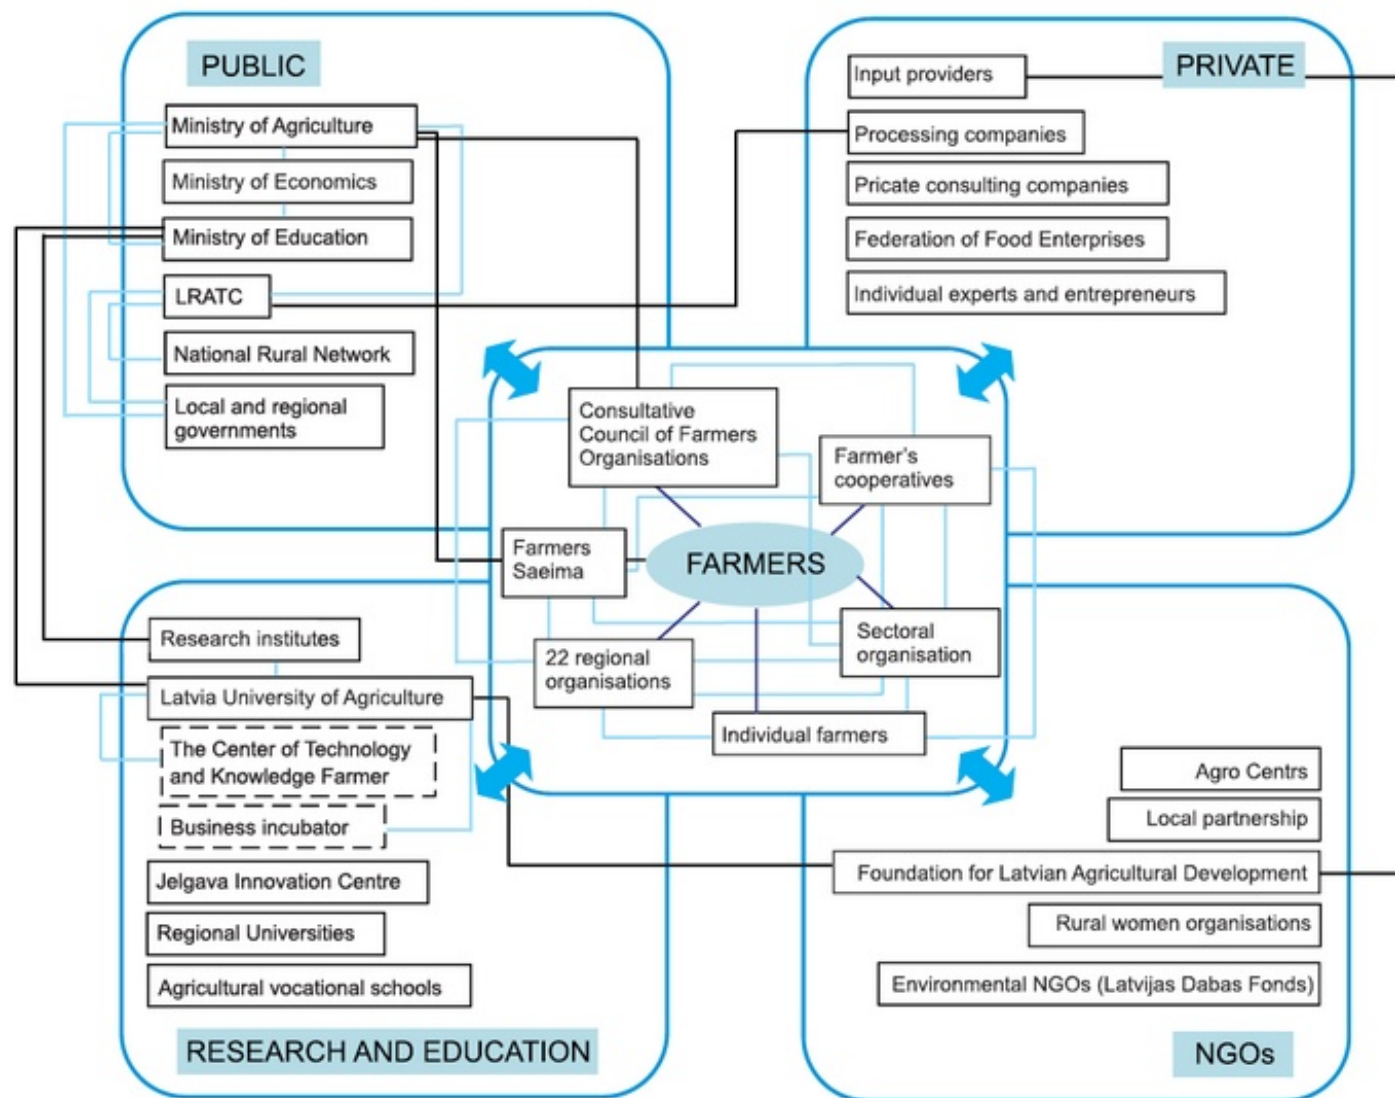 PUBLIC
Ministry of Agriculture
Ministry of Economics
Ministry of Education
LRATC
National Rural Network
Local and regional
governments
PRIVATE
Input providers
Processing companies
Pricate consulting companies
Federation of Food Enterprises
Individual experts and entrepreneurs
Consultative
Council of Farmers
Organisations
Farmer's
cooperatives
Farmers
Saeima
FARMERS
22 regional
organisations
Sectoral
organisation
Individual farmers
Research institutes
Latvia University of Agriculture
The Center of Technology
and Knowledge Farmer
Business incubator
Jelgava Innovation Centre
Regional Universities
Agricultural vocational schools
RESEARCH AND EDUCATION
Agro Centrs
Local partnership
Foundation for Latvian Agricultural Development
Rural women organisations
Environmental NGOs (Latvijas Dabas Fonds)
NGOs